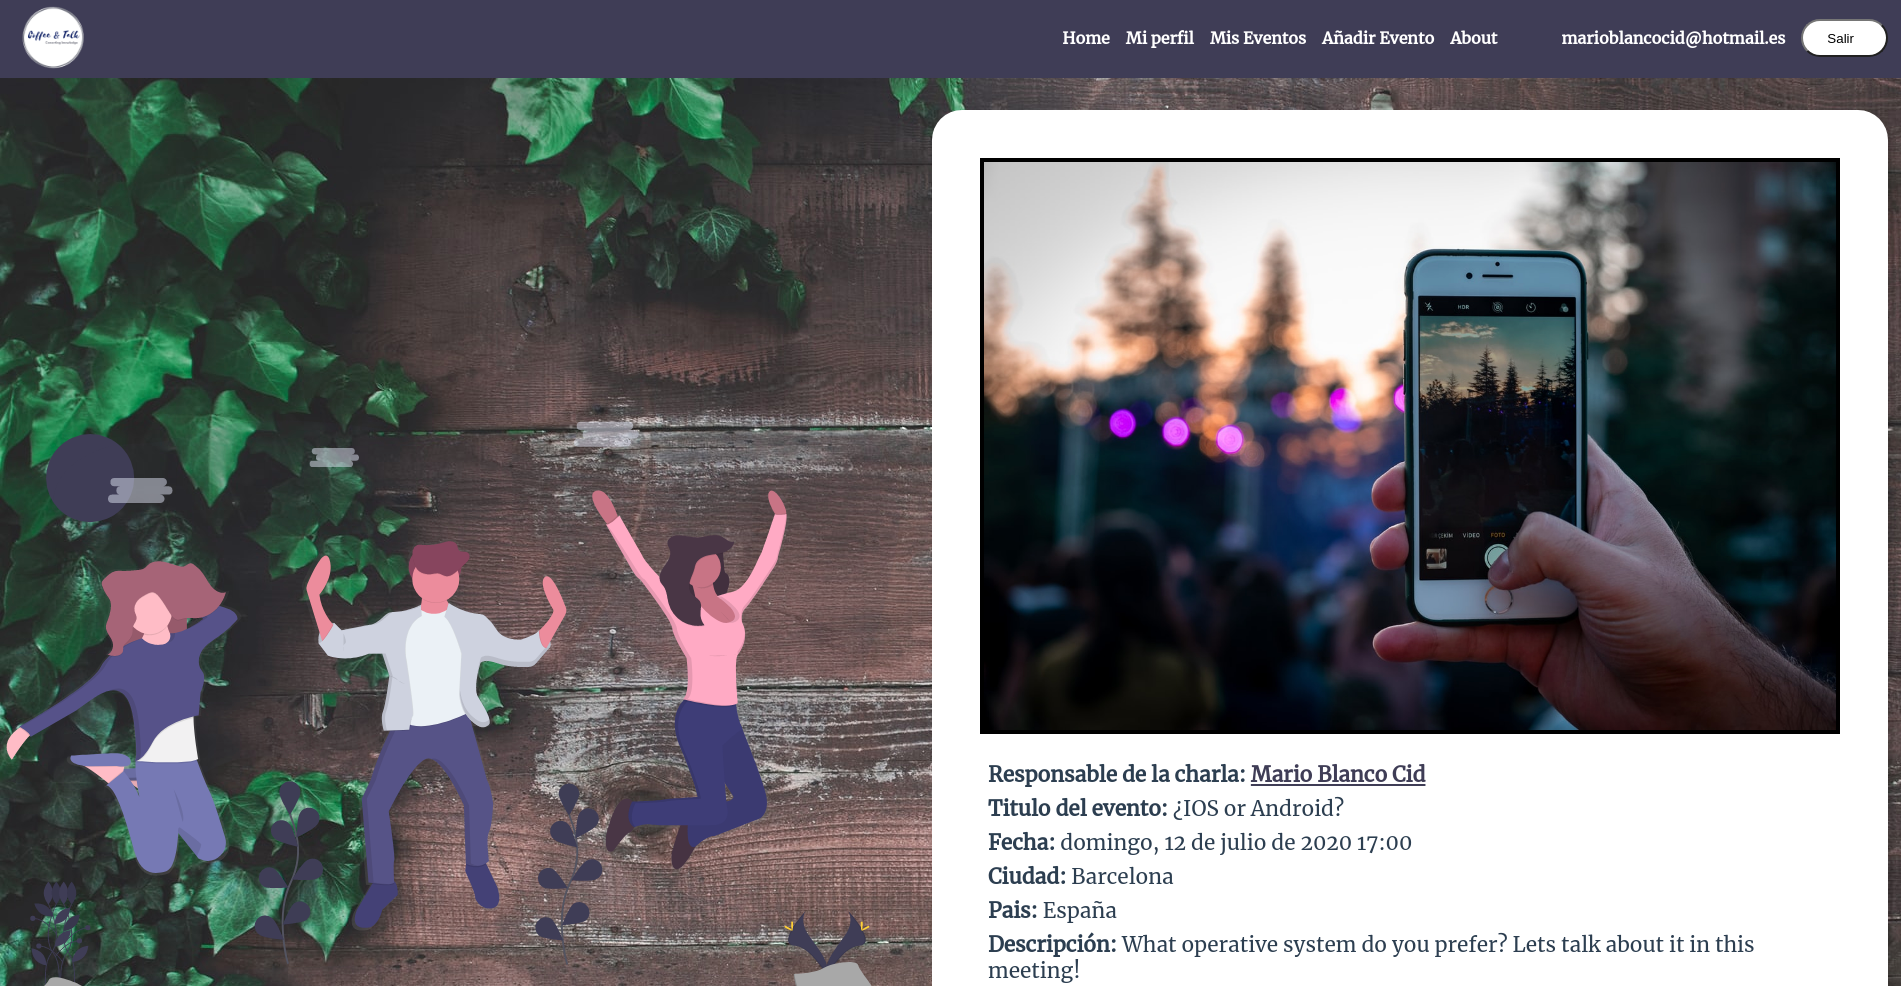 Coffee & Talk
Home Mi perfil Mis Eventos Añadir Evento About marioblancocid@hotmail.es Salir
HDR
VÍDEO FOTO
Responsable de la charla: Mario Blanco Cid
Titulo del evento: ¿IOS or Android?
Fecha: domingo, 12 de julio de 2020 17:00
Ciudad: Barcelona
Pais: España
Descripción: What operative system do you prefer? Lets talk about it in this
meeting!